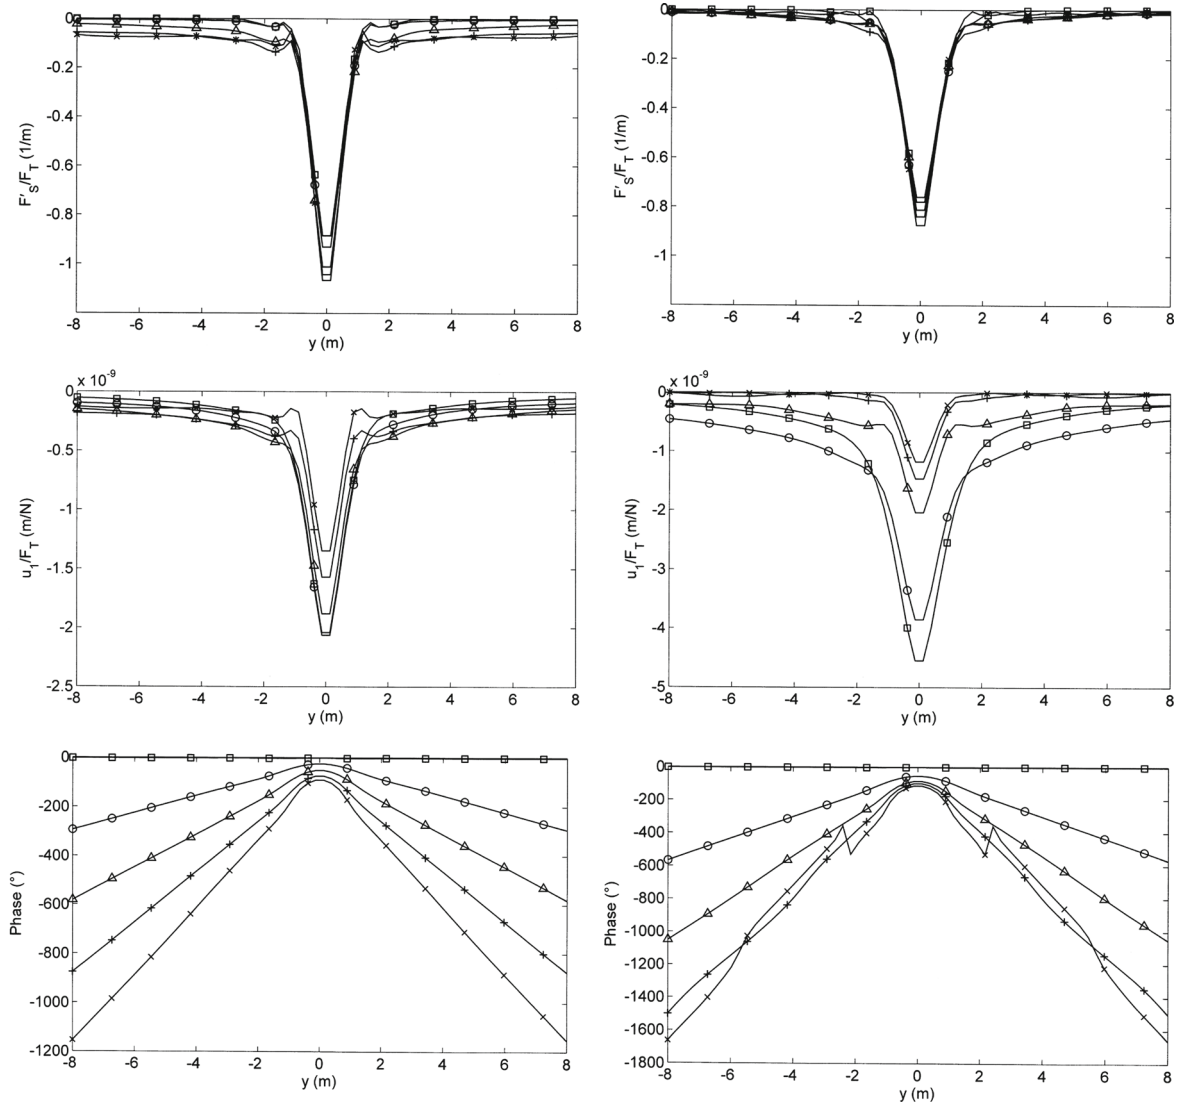 0
-0.2
-0.4
-0.6
-0.8
-1
F'S/FT (1/m)
-8 -6 -4 -2 0 2 4 6 8
y (m)
0
-0.2
-0.4
-0.6
-0.8
-1
F'S/FT (1/m)
-8 -6 -4 -2 0 2 4 6 8
y (m)
x 10-9
0
-0.5
-1
-1.5
-2
-2.5
u1/FT (m/N)
-8 -6 -4 -2 0 2 4 6 8
y (m)
x 10-9
0
-1
-2
-3
-4
-5
u1/FT (m/N)
-8 -6 -4 -2 0 2 4 6 8
y (m)
0
-200
-400
-600
-800
-1000
-1200
Phase (°)
-8 -6 -4 -2 0 2 4 6 8
y (m)
0
-200
-400
-600
-800
-1000
-1200
-1400
-1600
-1800
Phase (°)
-8 -6 -4 -2 0 2 4 6 8
y (m)